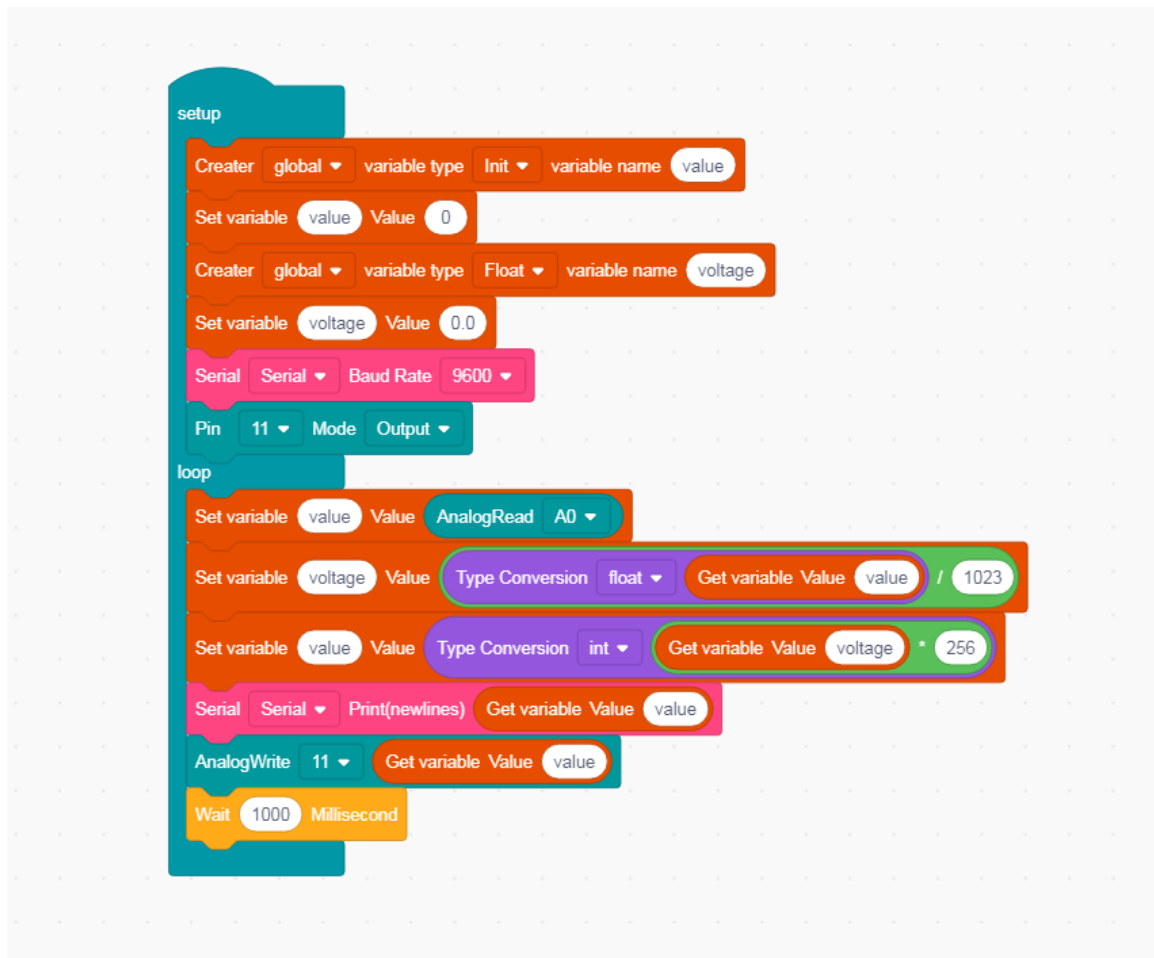 setup
Creater global variable type Init variable name value
Set variable value Value 0
Creater global variable type Float variable name voltage
Set variable voltage Value 0.0
Serial Serial Baud Rate 9600
Pin 11 Mode Output
loop
Set variable value Value AnalogRead A0
Set variable voltage Value Type Conversion float Get variable Value value / 1023
Set variable value Value Type Conversion int Get variable Value voltage * 256
Serial Serial Print(newlines) Get variable Value value
AnalogWrite 11 Get variable Value value
Wait 1000 Millisecond